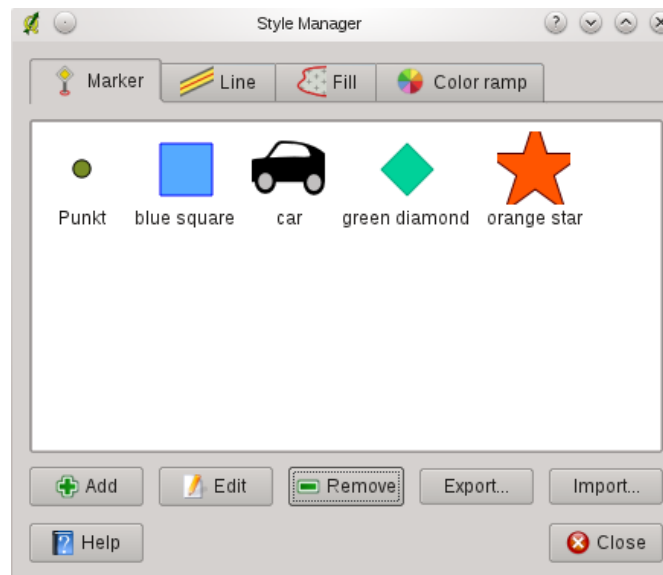 Style Manager
Marker Line Fill Color ramp
Punkt blue square car green diamond orange star
Add Edit Remove Export... Import...
Help Close